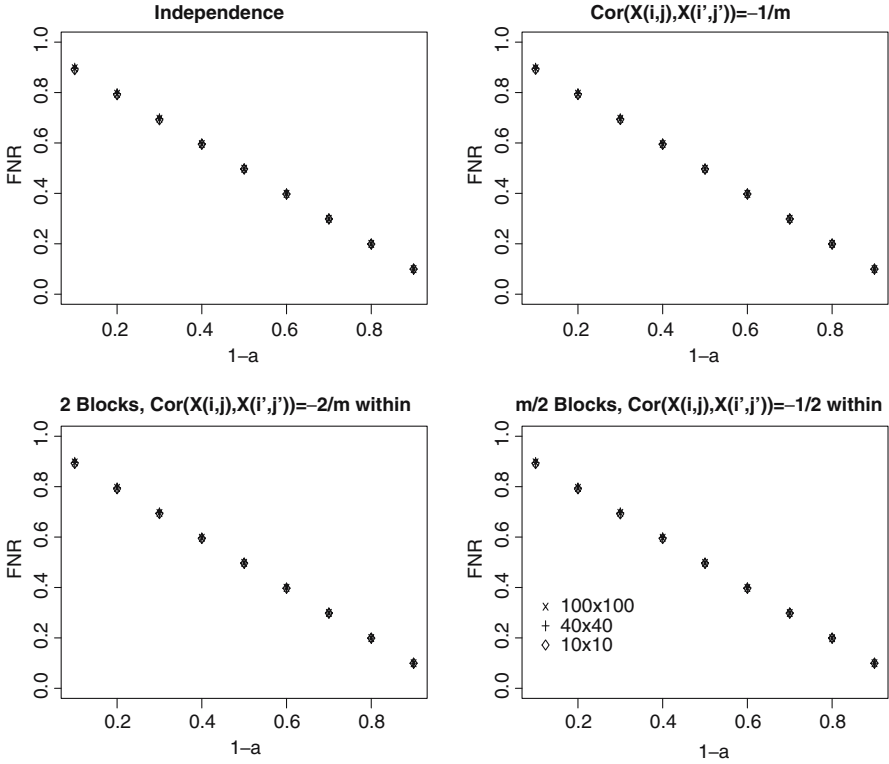 Independence
1.0
0.8
0.6
0.4
0.2
0.0
FNR
0.2 0.4 0.6 0.8
1–a
Cor(X(i,j),X(i',j'))=–1/m
1.0
0.8
0.6
0.4
0.2
0.0
FNR
0.2 0.4 0.6 0.8
1–a
2 Blocks, Cor(X(i,j),X(i',j'))=–2/m within
1.0
0.8
0.6
0.4
0.2
0.0
FNR
0.2 0.4 0.6 0.8
1–a
m/2 Blocks, Cor(X(i,j),X(i',j'))=–1/2 within
1.0
0.8
0.6
0.4
0.2
0.0
FNR
× 100x100
+ 40x40
◇ 10x10
0.2 0.4 0.6 0.8
1–a